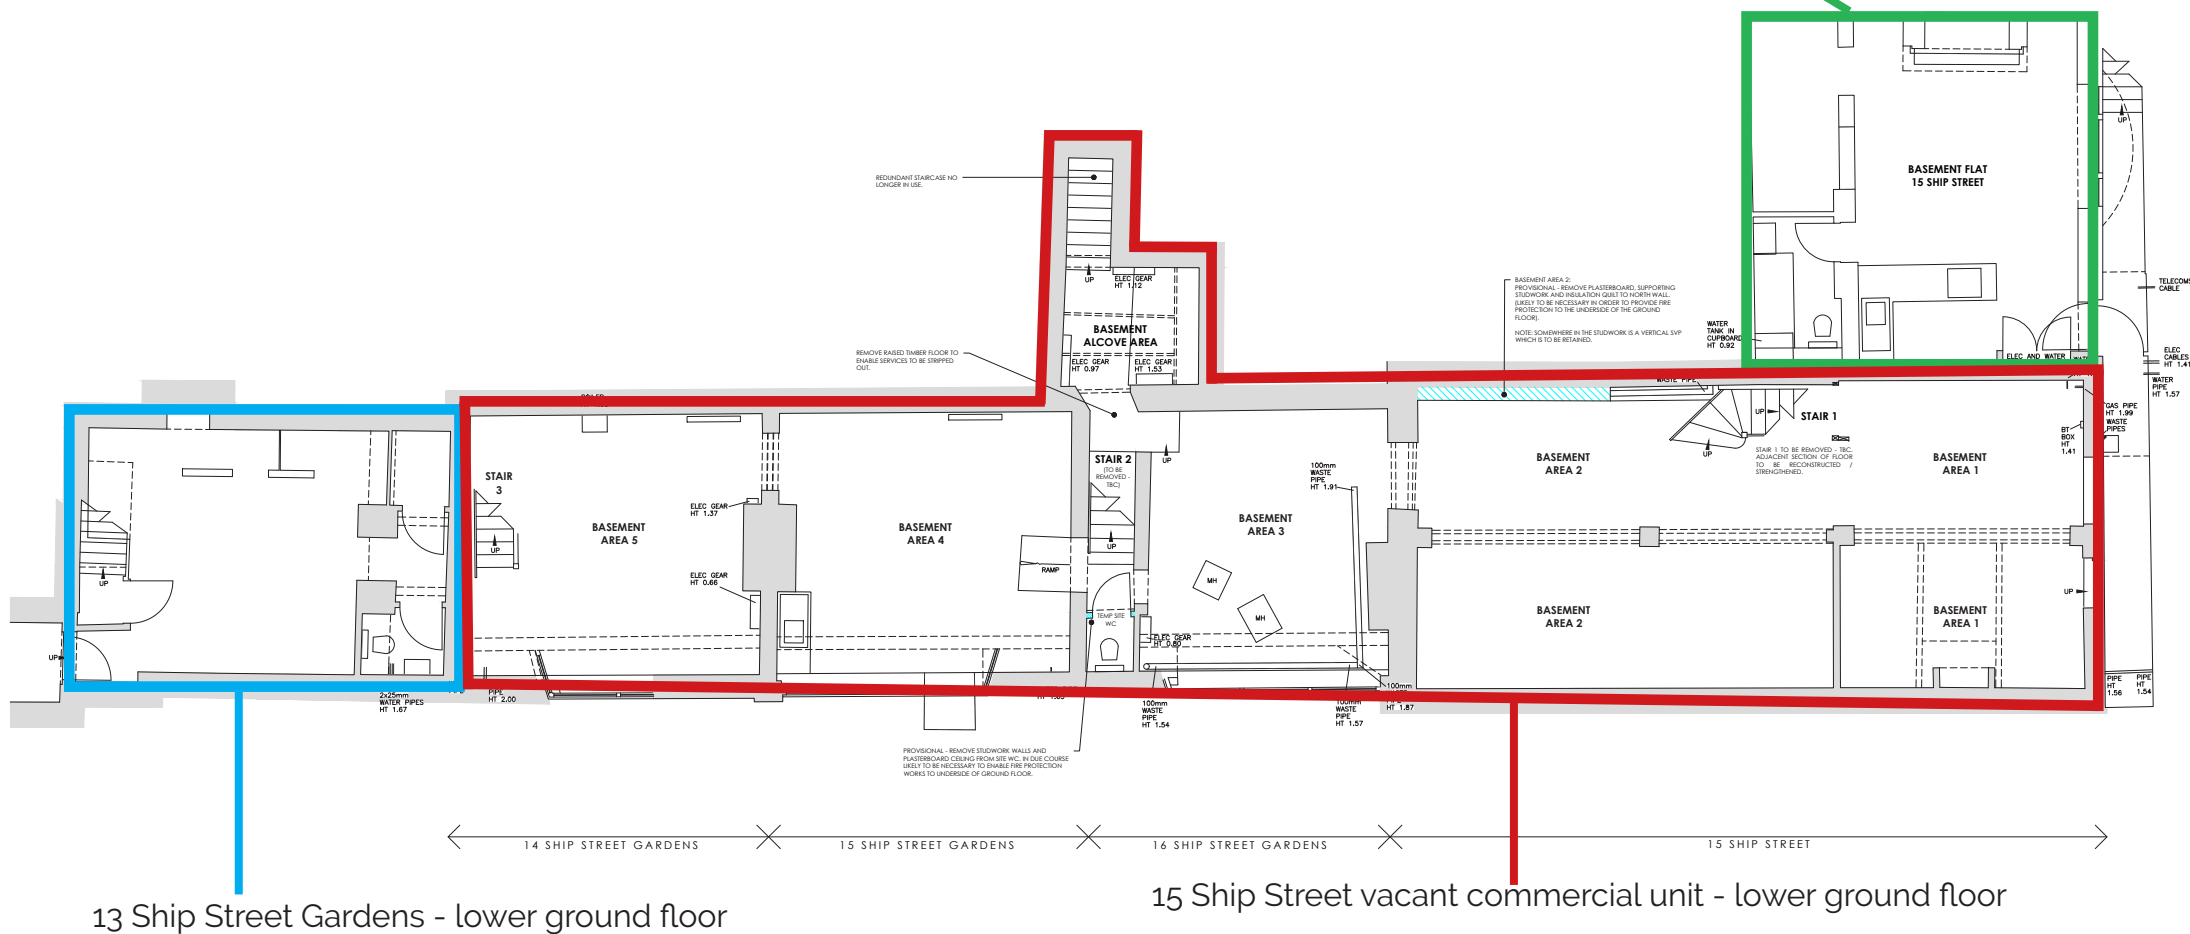 REDUNDANT STAIRCASE NO
LONGER IN USE.
BASEMENT FLAT
15 SHIP STREET
UP
TELECOMS
CABLE
ELEC
CABLES
HT 1.41
WATER
PIPE
HT 1.57
UP
ELEC GEAR
HT 1.12
BASEMENT
ALCOVE AREA
ELEC GEAR
HT 0.97
ELEC GEAR
HT 1.53
REMOVE RAISED TIMBER FLOOR TO
ENABLE SERVICES TO BE STRIPPED
OUT.
BASEMENT AREA 2:
PROVISIONAL - REMOVE PLASTERBOARD, SUPPORTING
STUDWORK AND INSULATION QUILT TO NORTH WALL.
(LIKELY TO BE NECESSARY IN ORDER TO PROVIDE FIRE
PROTECTION TO THE UNDERSIDE OF THE GROUND
FLOOR).
NOTE: SOMEWHERE IN THE STUDWORK IS A VERTICAL SVP
WHICH IS TO BE RETAINED.
WATER
TANK IN
CUPBOARD
HT 0.92
ELEC AND WATER
WASTE PIPE
UP
STAIR 1
UP
STAIR 1 TO BE REMOVED - TBC.
ADJACENT SECTION OF FLOOR
TO BE RECONSTRUCTED /
STRENGTHENED.
GAS PIPE
HT 1.99
WASTE
PIPES
BT
BOX
HT
1.41
UP
STAIR
3
UP
BASEMENT
AREA 5
ELEC GEAR
HT 1.37
ELEC GEAR
HT 0.66
BASEMENT
AREA 4
RAMP
STAIR 2
(TO BE
REMOVED -
TBC)
UP
UP
TEMP SITE
WC
ELEC GEAR
HT 0.80
BASEMENT
AREA 3
MH
MH
100mm
WASTE
PIPE
HT 1.91
BASEMENT
AREA 2
BASEMENT
AREA 1
BASEMENT
AREA 2
BASEMENT
AREA 1
UP
UP
2x25mm
WATER PIPES
HT 1.67
PIPE
HT 2.00
100mm
WASTE
PIPE
HT 1.54
100mm
WASTE
PIPE
HT 1.57
100mm
HT 1.87
PIPE
HT
1.56
PIPE
HT
1.54
PROVISIONAL - REMOVE STUDWORK WALLS AND
PLASTERBOARD CEILING FROM SITE WC. IN DUE COURSE
LIKELY TO BE NECESSARY TO ENABLE FIRE PROTECTION
WORKS TO UNDERSIDE OF GROUND FLOOR.
14 SHIP STREET GARDENS
15 SHIP STREET GARDENS
16 SHIP STREET GARDENS
15 SHIP STREET
13 Ship Street Gardens - lower ground floor
15 Ship Street vacant commercial unit - lower ground floor